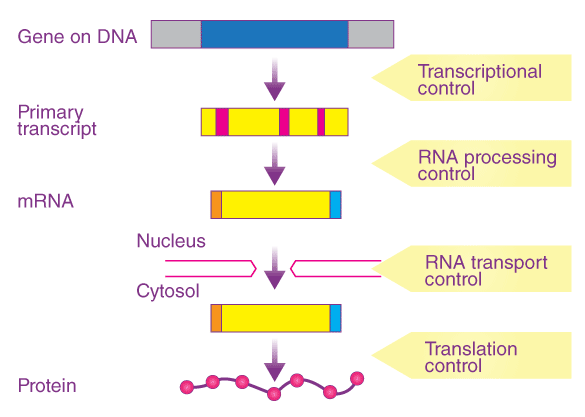 Gene on DNA
Transcriptional
control
Primary
transcript
RNA processing
control
mRNA
Nucleus
RNA transport
control
Cytosol
Translation
control
Protein